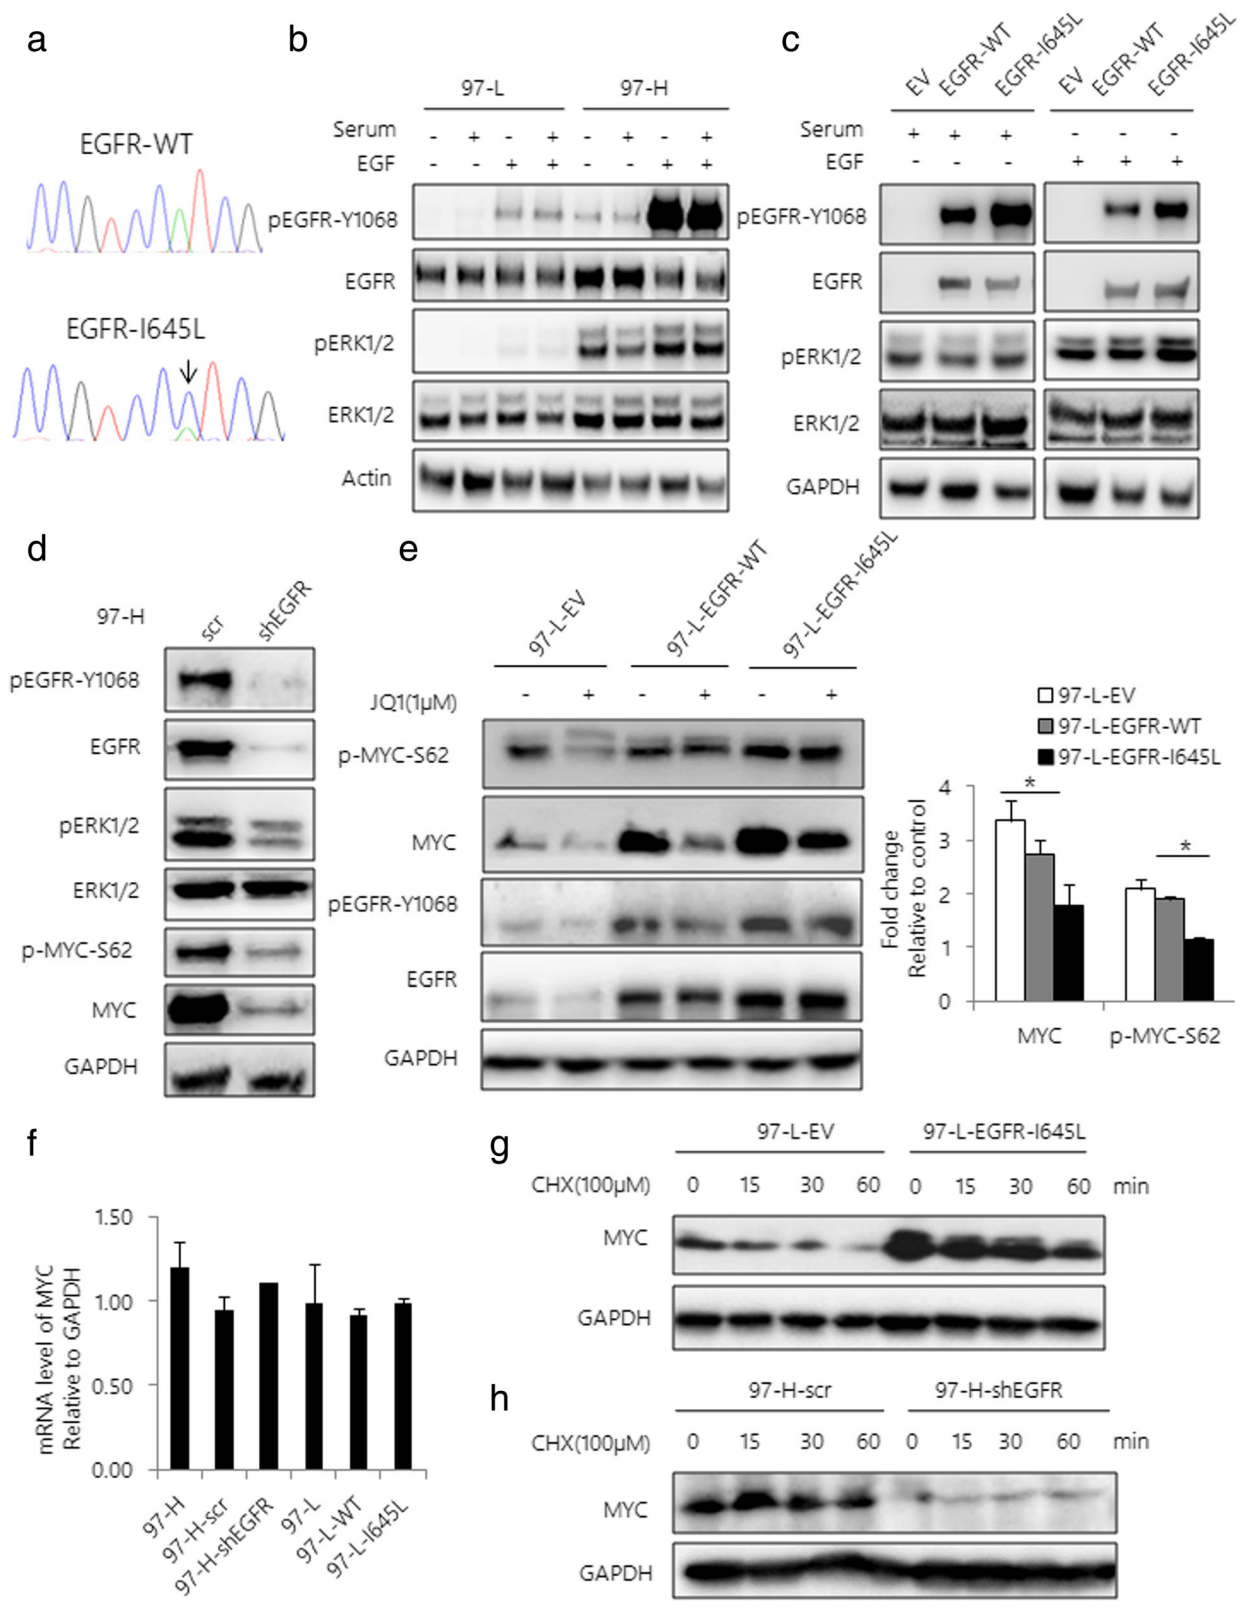 a
EGFR-WT
EGFR-I645L
b
97-L 97-H
Serum - + - + - + - +
EGF - - + + - - + +
pEGFR-Y1068
EGFR
pERK1/2
ERK1/2
Actin
c
EV EGFR-WT EGFR-I645L EV EGFR-WT EGFR-I645L
Serum + + + - - -
EGF - - - + + +
pEGFR-Y1068
EGFR
pERK1/2
ERK1/2
GAPDH
d
97-H scr shEGFR
pEGFR-Y1068
EGFR
pERK1/2
ERK1/2
p-MYC-S62
MYC
GAPDH
e
97-L-EV 97-L-EGFR-WT 97-L-EGFR-I645L
JQ1(1μM) - + - + - +
p-MYC-S62
MYC
pEGFR-Y1068
EGFR
GAPDH
97-L-EV
97-L-EGFR-WT
97-L-EGFR-I645L
Fold change
Relative to control
4
3
2
1
0
* *
MYC p-MYC-S62
f
mRNA level of MYC
Relative to GAPDH
1.50
1.00
0.50
0.00
97-H 97-H-scr 97-H-shEGFR 97-L 97-L-WT 97-L-I645L
g
97-L-EV 97-L-EGFR-I645L
CHX(100μM) 0 15 30 60 0 15 30 60 min
MYC
GAPDH
h
97-H-scr 97-H-shEGFR
CHX(100μM) 0 15 30 60 0 15 30 60 min
MYC
GAPDH